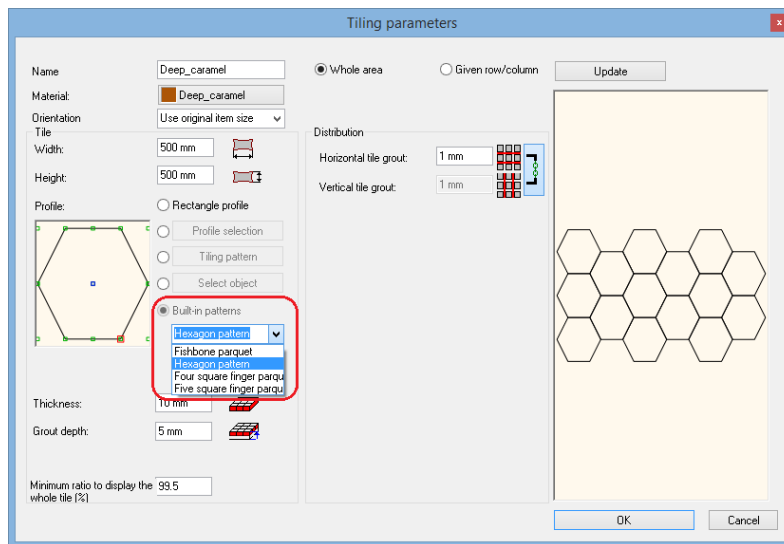 Tiling parameters
x
Name
Deep_caramel
Whole area
Given row/column
Update
Material:
Deep_caramel
Orientation
Use original item size
Tile
Distribution
Width:
500 mm
Horizontal tile grout:
1 mm
Height:
500 mm
Vertical tile grout:
1 mm
Profile:
Rectangle profile
Profile selection
Tiling pattern
Select object
Built-in patterns
Hexagon pattern
Fishbone parquet
Hexagon pattern
Four square finger parqu
Five square finger parqu
Thickness:
10 mm
Grout depth:
5 mm
Minimum ratio to display the
whole tile (%)
99.5
OK
Cancel